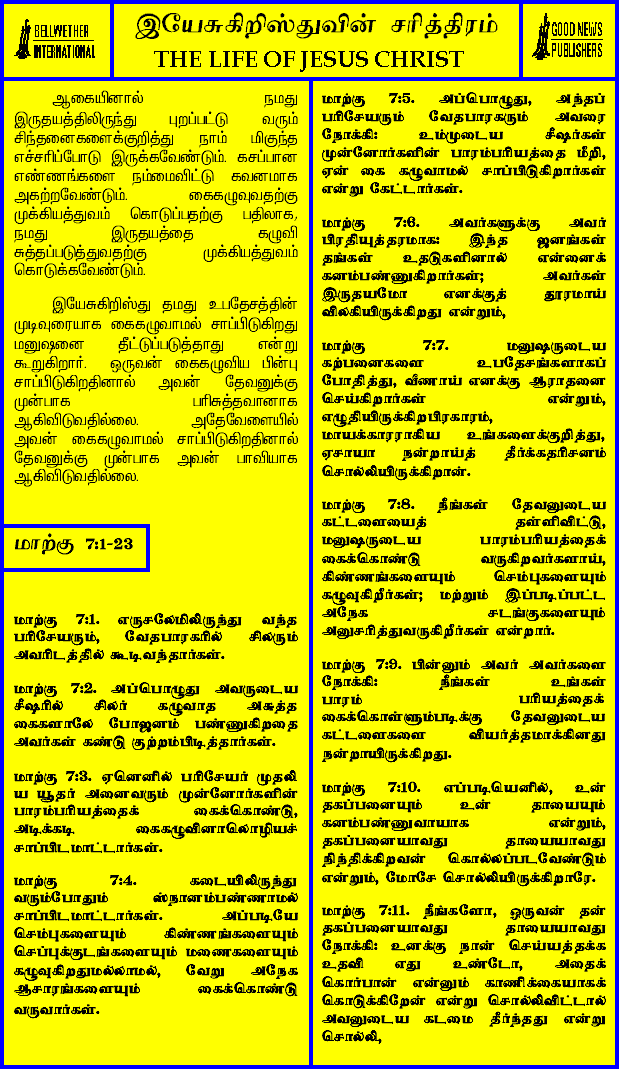 BELLWETHER
INTERNATIONAL
இயேசுகிறிஸ்துவின் சரித்திரம்
THE LIFE OF JESUS CHRIST
GOOD NEWS
PUBLISHERS
ஆகையினால் நமது
இருதயத்திலிருந்து புறப்பட்டு வரும்
சிந்தனைகளைக்குறித்து நாம் மிகுந்த
எச்சரிப்போடு இருக்கவேண்டும். கசப்பான
எண்ணங்களை நம்மைவிட்டு கவனமாக
அகற்றவேண்டும். கைகழுவுவதற்கு
முக்கியத்துவம் கொடுப்பதற்கு பதிலாக,
நமது இருதயத்தை கழுவி
சுத்தப்படுத்துவதற்கு முக்கியத்துவம்
கொடுக்கவேண்டும்.
இயேசுகிறிஸ்து தமது உபதேசத்தின்
முடிவுரையாக கைகழுவாமல் சாப்பிடுகிறது
மனுஷனை தீட்டுப்படுத்தாது என்று
கூறுகிறார். ஒருவன் கைகழுவிய பின்பு
சாப்பிடுகிறதினால் அவன் தேவனுக்கு
முன்பாக பரிசுத்தவானாக
ஆகிவிடுவதில்லை. அதேவேளையில்
அவன் கைகழுவாமல் சாப்பிடுகிறதினால்
தேவனுக்கு முன்பாக அவன் பாவியாக
ஆகிவிடுவதில்லை.
மாற்கு 7:1-23
மாற்கு 7:1. எருசலேமிலிருந்து வந்த
பரிசேயரும், வேதபாரகரில் சிலரும்
அவரிடத்தில் கூடிவந்தார்கள்.
மாற்கு 7:2. அப்பொழுது அவருடைய
சீஷரில் சிலர் கழுவாத அசுத்த
கைகளாலே போஜனம் பண்ணுகிறதை
அவர்கள் கண்டு குற்றம்பிடித்தார்கள்.
மாற்கு 7:3. ஏனெனில் பரிசேயர் முதலி
ய யூதர் அனைவரும் முன்னோர்களின்
பாரம்பரியத்தைக் கைக்கொண்டு,
அடிக்கடி கைகழுவினாலொழியச்
சாப்பிடமாட்டார்கள்.
மாற்கு 7:4. கடையிலிருந்து
வரும்போதும் ஸ்நானம்பண்ணாமல்
சாப்பிடமாட்டார்கள். அப்படியே
செம்புகளையும் கிண்ணங்களையும்
செப்புக்குடங்களையும் மணைகளையும்
கழுவுகிறதுமல்லாமல், வேறு அநேக
ஆசாரங்களையும் கைக்கொண்டு
வருவார்கள்.
மாற்கு 7:5. அப்பொழுது, அந்தப்
பரிசேயரும் வேதபாரகரும் அவரை
நோக்கி: உம்முடைய சீஷர்கள்
முன்னோர்களின் பாரம்பரியத்தை மீறி,
ஏன் கை கழுவாமல் சாப்பிடுகிறார்கள்
என்று கேட்டார்கள்.
மாற்கு 7:6. அவர்களுக்கு அவர்
பிரதியுத்தரமாக: இந்த ஜனங்கள்
தங்கள் உதடுகளினால் என்னைக்
கனம்பண்ணுகிறார்கள்; அவர்கள்
இருதயமோ எனக்குத் தூரமாய்
விலகியிருக்கிறது என்றும்,
மாற்கு 7:7. மனுஷருடைய
கற்பனைகளை உபதேசங்களாகப்
போதித்து, வீணாய் எனக்கு ஆராதனை
செய்கிறார்கள் என்றும்,
எழுதியிருக்கிறபிரகாரம்,
மாயக்காரராகிய உங்களைக்குறித்து,
ஏசாயா நன்றாய்த் தீர்க்கதரிசனம்
சொல்லியிருக்கிறான்.
மாற்கு 7:8. நீங்கள் தேவனுடைய
கட்டளையைத் தள்ளிவிட்டு,
மனுஷருடைய பாரம்பரியத்தைக்
கைக்கொண்டு வருகிறவர்களாய்,
கிண்ணங்களையும் செம்புகளையும்
கழுவுகிறீர்கள்; மற்றும் இப்படிப்பட்ட
அநேக சடங்குகளையும்
அனுசரித்துவருகிறீர்கள் என்றார்.
மாற்கு 7:9. பின்னும் அவர் அவர்களை
நோக்கி: நீங்கள் உங்கள்
பாரம் பரியத்தைக்
கைக்கொள்ளும்படிக்கு தேவனுடைய
கட்டளைகளை வியர்த்தமாக்கினது
நன்றாயிருக்கிறது.
மாற்கு 7:10. எப்படியெனில், உன்
தகப்பனையும் உன் தாயையும்
கனம்பண்ணுவாயாக என்றும்,
தகப்பனையாவது தாயையாவது
நிந்திக்கிறவன் கொல்லப்படவேண்டும்
என்றும், மோசே சொல்லியிருக்கிறாரே.
மாற்கு 7:11. நீங்களோ, ஒருவன் தன்
தகப்பனையாவது தாயையாவது
நோக்கி: உனக்கு நான் செய்யத்தக்க
உதவி எது உண்டோ, அதைக்
கொர்பான் என்னும் காணிக்கையாகக்
கொடுக்கிறேன் என்று சொல்லிவிட்டால்
அவனுடைய கடமை தீர்ந்தது என்று
சொல்லி,